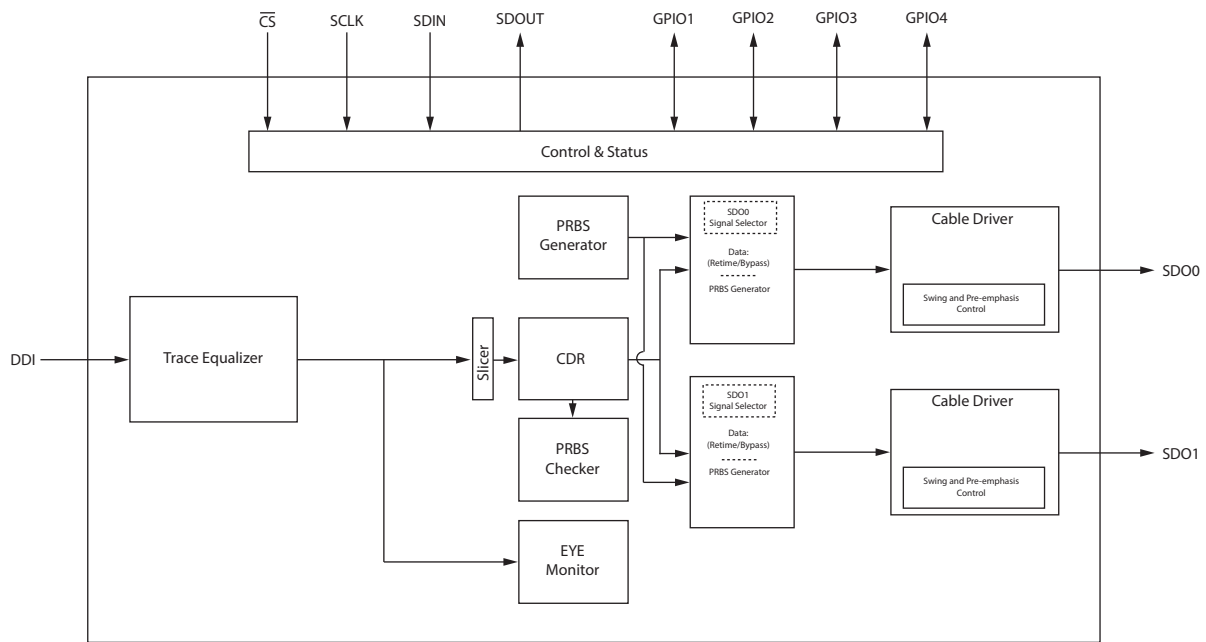 CS
SCLK
SDIN
SDOUT
GPIO1
GPIO2
GPIO3
GPIO4
Control & Status
PRBS
Generator
SDO0
Signal Selector
Data:
(Retime/Bypass)
PRBS Generator
Cable Driver
Swing and Pre-emphasis
Control
SDO0
DDI
Trace Equalizer
Slicer
CDR
PRBS
Checker
EYE
Monitor
SDO1
Signal Selector
Data:
(Retime/Bypass)
PRBS Generator
Cable Driver
Swing and Pre-emphasis
Control
SDO1